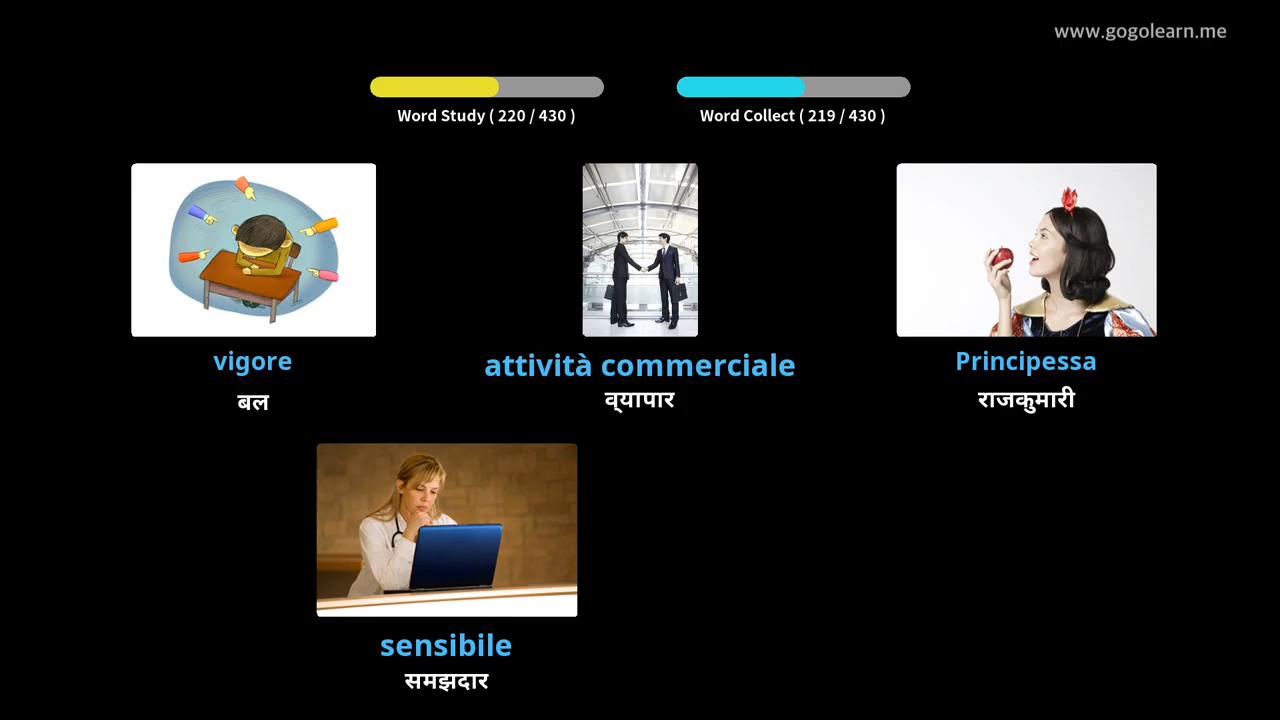 www.gogolearn.me
Word Study ( 220 / 430 )
Word Collect ( 219 / 430 )
vigore
attività commerciale
Principessa
बल
व्यापार
राजकुमारी
sensibile
समझदार